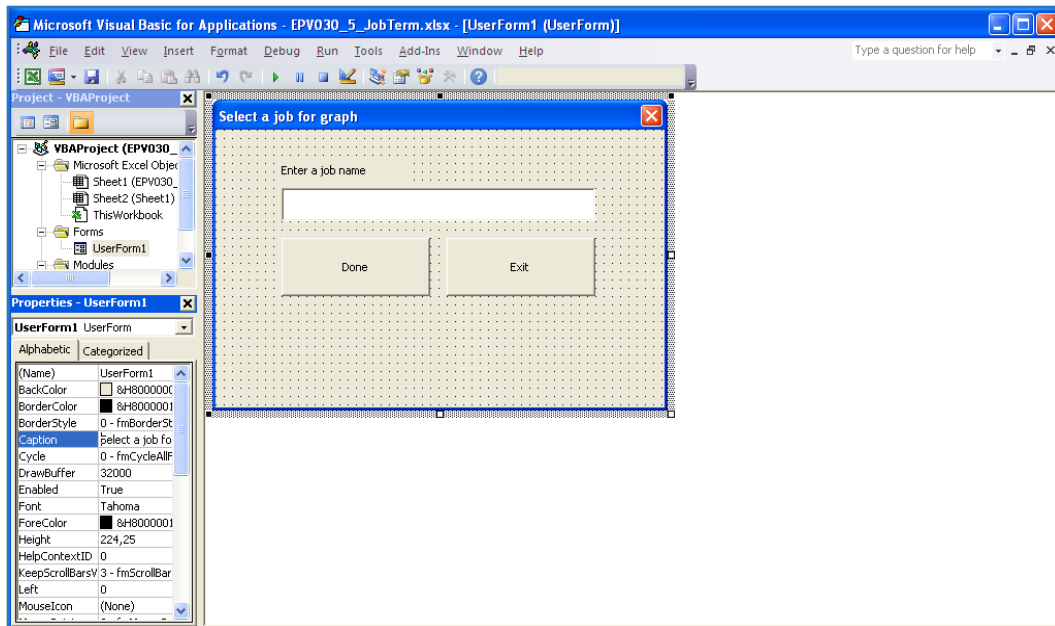 Microsoft Visual Basic for Applications - EPV030_5_JobTerm.xlsx - [UserForm1 (UserForm)]
File Edit View Insert Format Debug Run Tools Add-Ins Window Help Type a question for help
Project - VBAProject
VBAProject (EPV030_
Microsoft Excel Objec
Sheet1 (EPV030_
Sheet2 (Sheet1)
ThisWorkbook
Forms
UserForm1
Modules
Select a job for graph
Enter a job name
Done Exit
Properties - UserForm1
UserForm1 UserForm
Alphabetic Categorized
(Name) UserForm1
BackColor &H8000000
BorderColor &H8000001
BorderStyle 0 - fmBorderSt
Caption Select a job fo
Cycle 0 - fmCycleAllF
DrawBuffer 32000
Enabled True
Font Tahoma
ForeColor &H8000001
Height 224,25
HelpContextID 0
KeepScrollBarsV 3 - fmScrollBar
Left 0
MouseIcon (None)